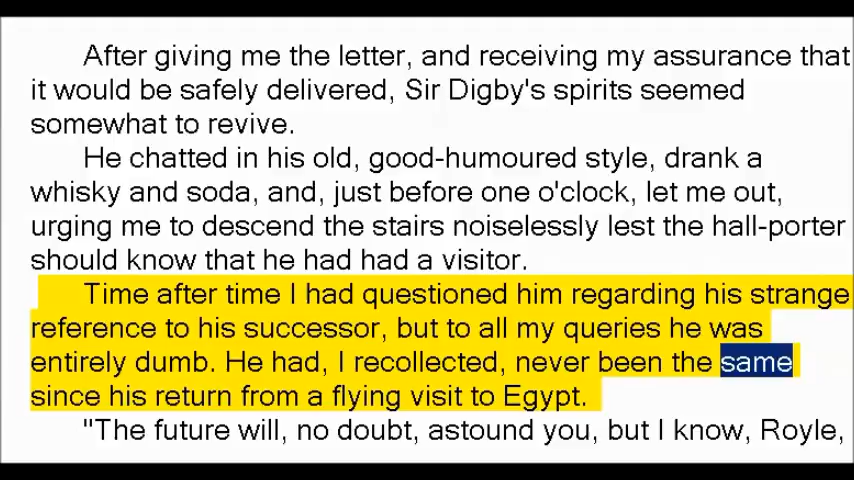 After giving me the letter, and receiving my assurance that
it would be safely delivered, Sir Digby's spirits seemed
somewhat to revive.
He chatted in his old, good-humoured style, drank a
whisky and soda, and, just before one o'clock, let me out,
urging me to descend the stairs noiselessly lest the hall-porter
should know that he had had a visitor.
Time after time I had questioned him regarding his strange
reference to his successor, but to all my queries he was
entirely dumb. He had, I recollected, never been the same
since his return from a flying visit to Egypt.
"The future will, no doubt, astound you, but I know, Royle,